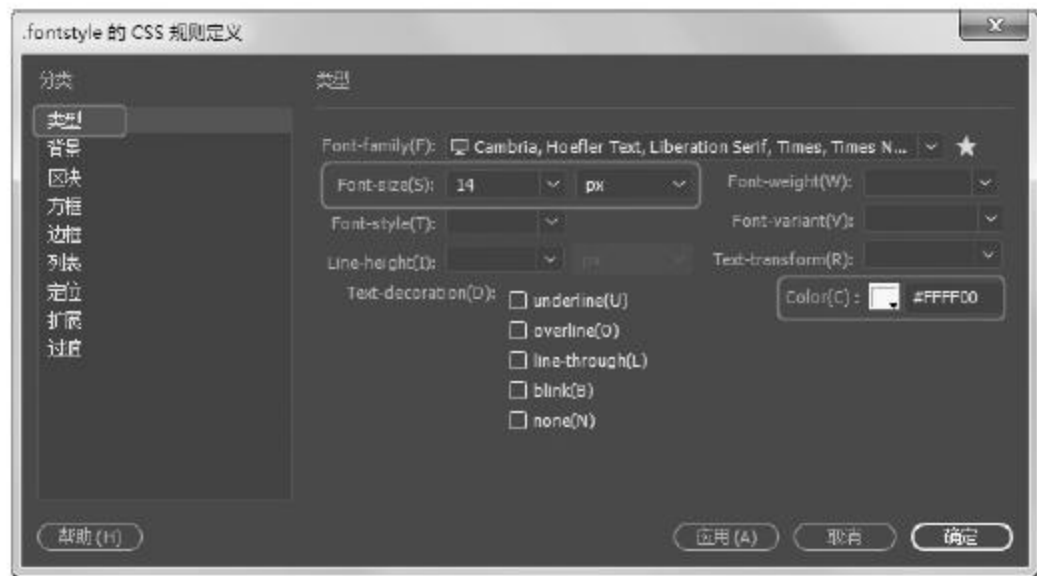 .fontstyle 的 CSS 规则定义
分类
类型
背景
区块
方框
边框
列表
定位
扩展
过度
类型
Font-family(F): Cambria, Hoefler Text, Liberation Serif, Times, Times N...
Font-size(S): 14 px
Font-weight(W):
Font-style(T):
Font-variant(V):
Line-height(I): px
Text-transform(R):
Text-decoration(D): underline(U)
overline(O)
line-through(L)
blink(B)
none(N)
Color(C) : #FFFF00
帮助(H)
应用(A)
取消
确定